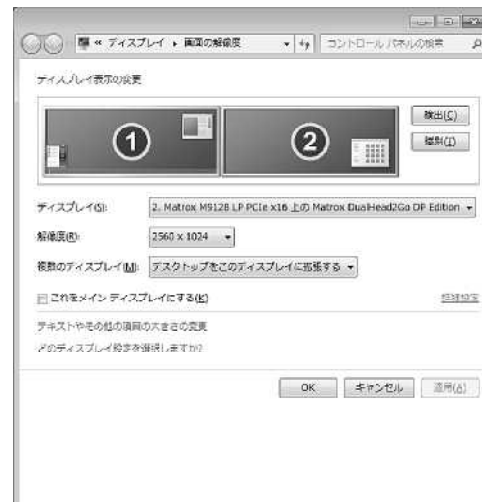 « ディスプレイ ▸ 画面の解像度
コントロール パネルの検索
ディスプレイ表示の変更
1
2
検出(C)
識別(I)
ディスプレイ(S):
2. Matrox M9128 LP PCIe x16 上の Matrox DualHead2Go DP Edition
解像度(R):
2560 x 1024
複数のディスプレイ(M):
デスクトップをこのディスプレイに拡張する
これをメイン ディスプレイにする(K)
詳細設定
テキストやその他の項目の大きさの変更
どのディスプレイ設定を選択しますか?
OK
キャンセル
適用(A)